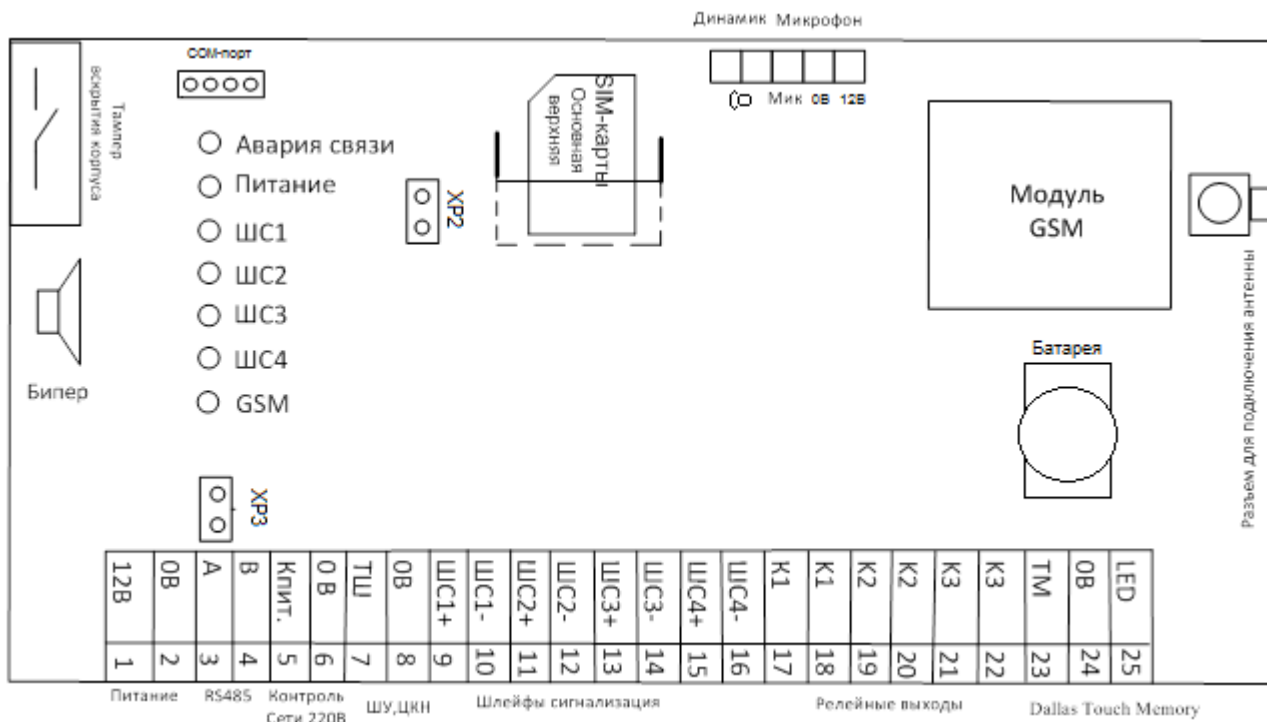 Динамик Микрофон
COM-порт
Тампер
вскрытия корпуса
SIM-карты
Основная
верхняя
Мик 0В 12В
Авария связи
Питание
ШС1
ШС2
ШС3
ШС4
GSM
XP2
Модуль
GSM
Разъем для подключения антенны
Бипер
Батарея
XP3
12В
0В
A
B
Кпит.
0 В
ТШ
0В
ШС1+
ШС1-
ШС2+
ШС2-
ШС3+
ШС3-
ШС4+
ШС4-
К1
К1
К2
К2
К3
К3
ТМ
0В
LED
1 2 3 4 5 6 7 8 9 10 11 12 13 14 15 16 17 18 19 20 21 22 23 24 25
Питание
RS485
Контроль
Сети 220В
ШУ,ЦКН
Шлейфы сигнализация
Релейные выходы
Dallas Touch Memory